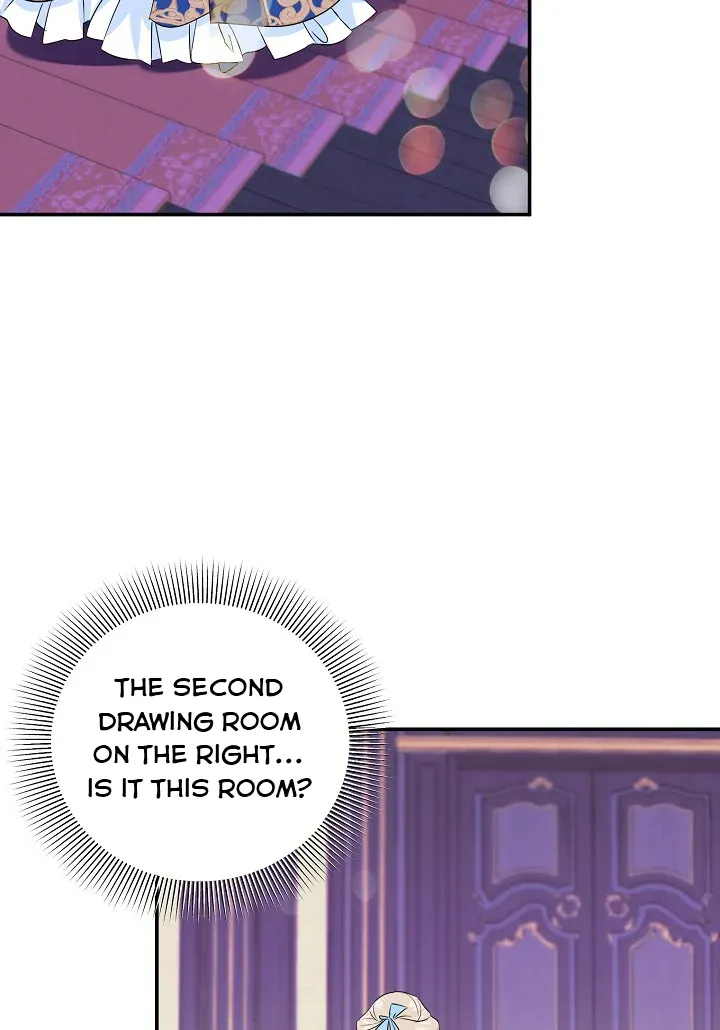 THE SECOND
DRAWING ROOM
ON THE RIGHT...
IS IT THIS ROOM?